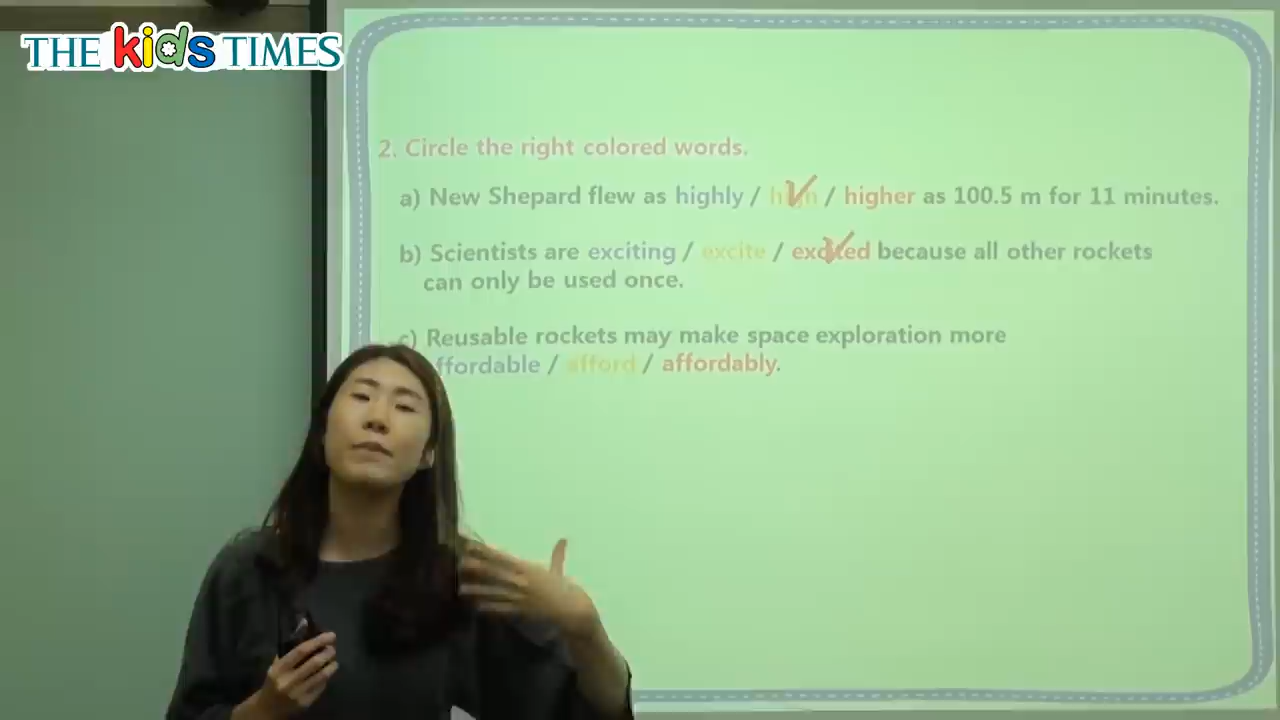 THE kids TIMES
2. Circle the right colored words.
a) New Shepard flew as highly / high / higher as 100.5 m for 11 minutes.
b) Scientists are exciting / excite / excited because all other rockets
can only be used once.
c) Reusable rockets may make space exploration more
affordable / afford / affordably.